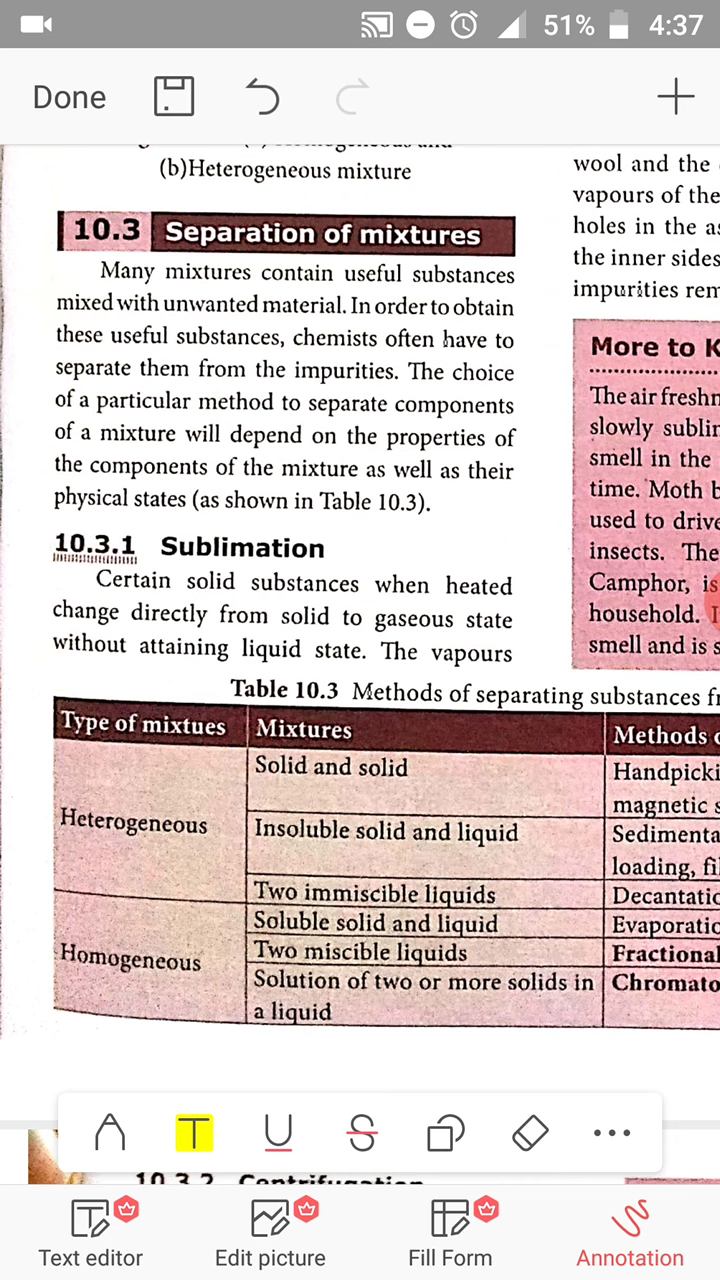 51% 4:37
Done
(b)Heterogeneous mixture
10.3 Separation of mixtures
Many mixtures contain useful substances
mixed with unwanted material. In order to obtain
these useful substances, chemists often have to
separate them from the impurities. The choice
of a particular method to separate components
of a mixture will depend on the properties of
the components of the mixture as well as their
physical states (as shown in Table 10.3).
10.3.1 Sublimation
Certain solid substances when heated
change directly from solid to gaseous state
without attaining liquid state. The vapours
wool and the
vapours of the
holes in the as
the inner sides
impurities rem
More to K
The air freshn
slowly sublim
smell in the
time. Moth b
used to drive
insects. The
Camphor, is
household. I
smell and is s
Table 10.3 Methods of separating substances fr
Type of mixtues Mixtures Methods o
Heterogeneous
Solid and solid Handpicki
magnetic s
Insoluble solid and liquid Sedimenta
loading, fil
Two immiscible liquids Decantatio
Homogeneous
Soluble solid and liquid Evaporatio
Two miscible liquids Fractional
Solution of two or more solids in Chromato
a liquid
T U S
10.3.2 Centrifugation
Text editor Edit picture Fill Form Annotation